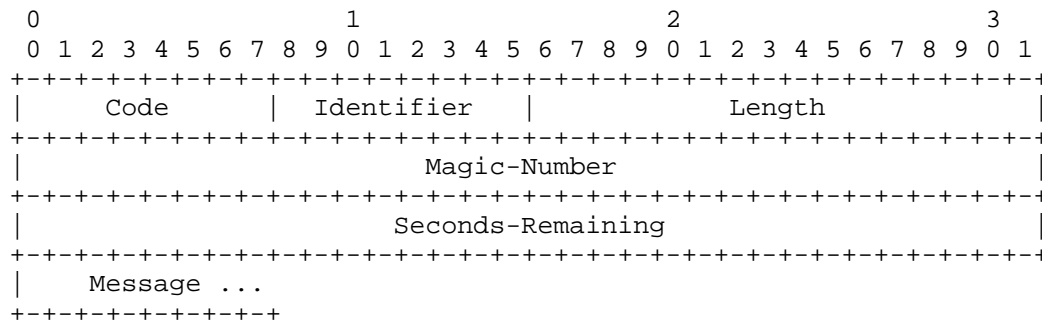 0                   1                   2                   3
 0 1 2 3 4 5 6 7 8 9 0 1 2 3 4 5 6 7 8 9 0 1 2 3 4 5 6 7 8 9 0 1
+-+-+-+-+-+-+-+-+-+-+-+-+-+-+-+-+-+-+-+-+-+-+-+-+-+-+-+-+-+-+-+-+
|     Code      |  Identifier   |            Length             |
+-+-+-+-+-+-+-+-+-+-+-+-+-+-+-+-+-+-+-+-+-+-+-+-+-+-+-+-+-+-+-+-+
|                         Magic-Number                          |
+-+-+-+-+-+-+-+-+-+-+-+-+-+-+-+-+-+-+-+-+-+-+-+-+-+-+-+-+-+-+-+-+
|                       Seconds-Remaining                       |
+-+-+-+-+-+-+-+-+-+-+-+-+-+-+-+-+-+-+-+-+-+-+-+-+-+-+-+-+-+-+-+-+
|    Message ...
+-+-+-+-+-+-+-+-+